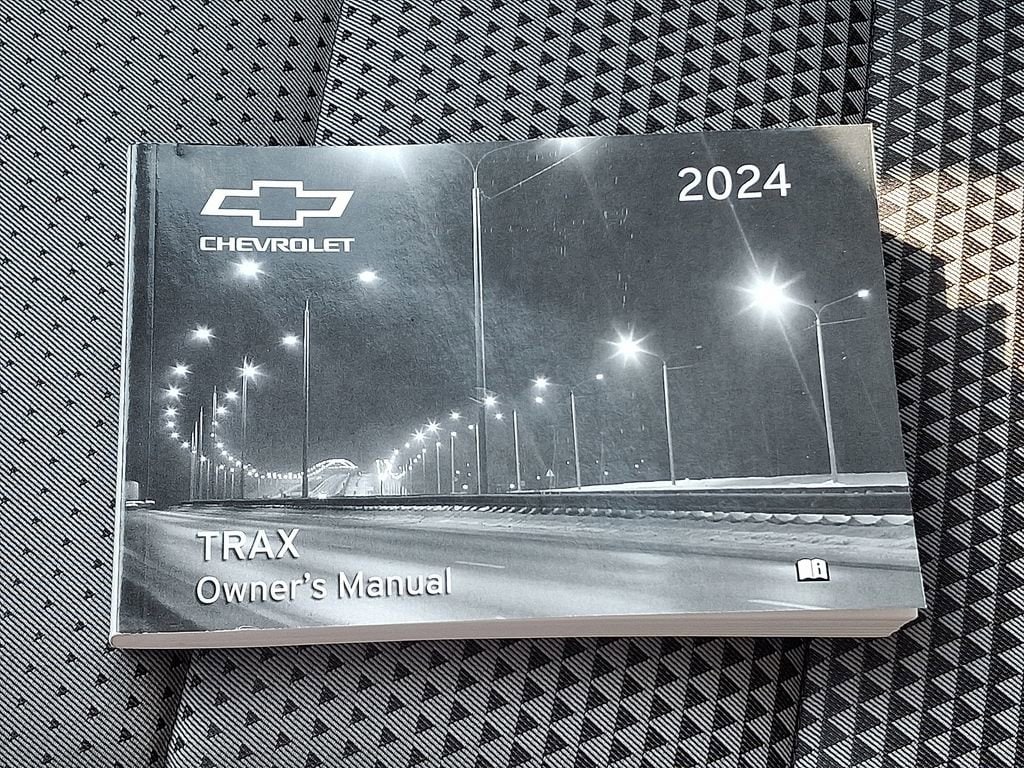 CHEVROLET
2024
TRAX
Owner's Manual